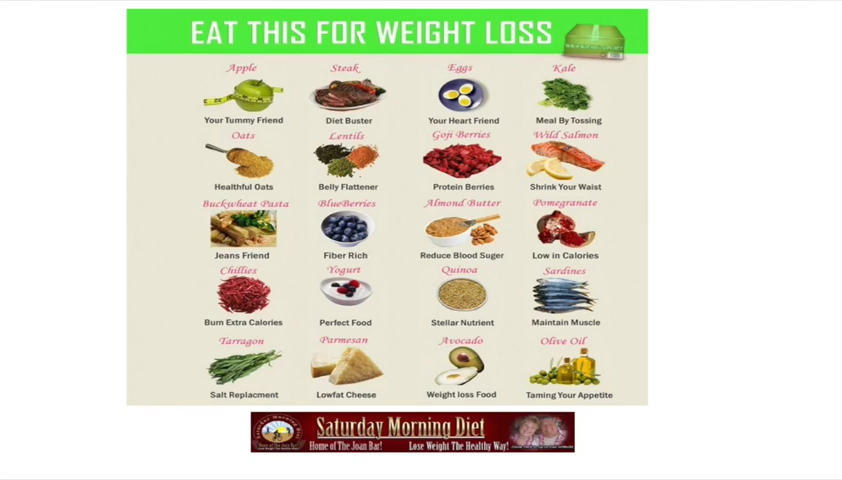 EAT THIS FOR WEIGHT LOSS
Apple
Steak
Eggs
Kale
Your Tummy Friend
Diet Buster
Your Heart Friend
Meal By Tossing
Oats
Lentils
Goji Berries
Wild Salmon
Healthful Oats
Belly Flattener
Protein Berries
Shrink Your Waist
Buckwheat Pasta
BlueBerries
Almond Butter
Pomegranate
Jeans Friend
Fiber Rich
Reduce Blood Suger
Low in Calories
Chillies
Yogurt
Quinoa
Sardines
Burn Extra Calories
Perfect Food
Stellar Nutrient
Maintain Muscle
Tarragon
Parmesan
Avocado
Olive Oil
Salt Replacment
Lowfat Cheese
Weight loss Food
Taming Your Appetite
Saturday Morning Diet
Home of The Joan Bar!
Lose Weight The Healthy Way!